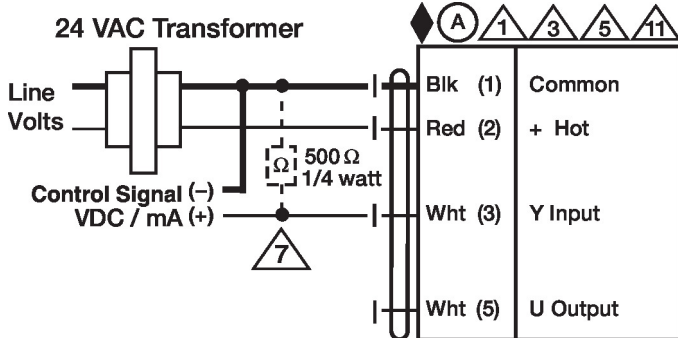 24 VAC Transformer
A 1 3 5 11
Line
Volts
Blk (1) Common
Red (2) + Hot
Ω 500 Ω
1/4 watt
Control Signal (–)
VDC / mA (+)
Wht (3) Y Input
7
Wht (5) U Output